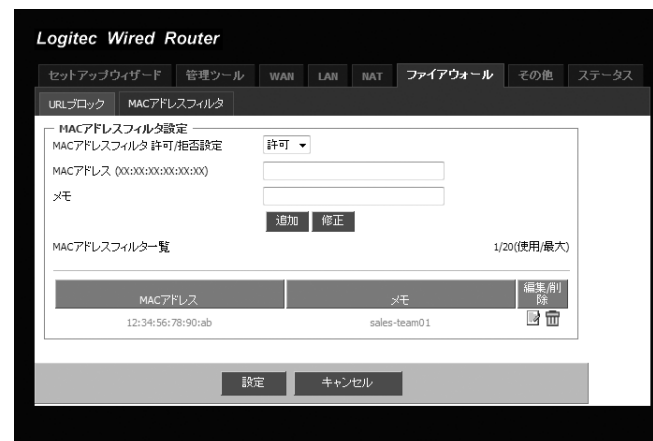 Logitec Wired Router
セットアップウィザード 管理ツール WAN LAN NAT ファイアウォール その他 ステータス
URLブロック MACアドレスフィルタ
MACアドレスフィルタ設定
MACアドレスフィルタ 許可/拒否設定 許可
MACアドレス (XX:XX:XX:XX:XX:XX)
メモ
追加 修正
MACアドレスフィルター覧 1/20(使用/最大)
MACアドレス メモ 編集/削除
12:34:56:78:90:ab sales-team01
設定 キャンセル